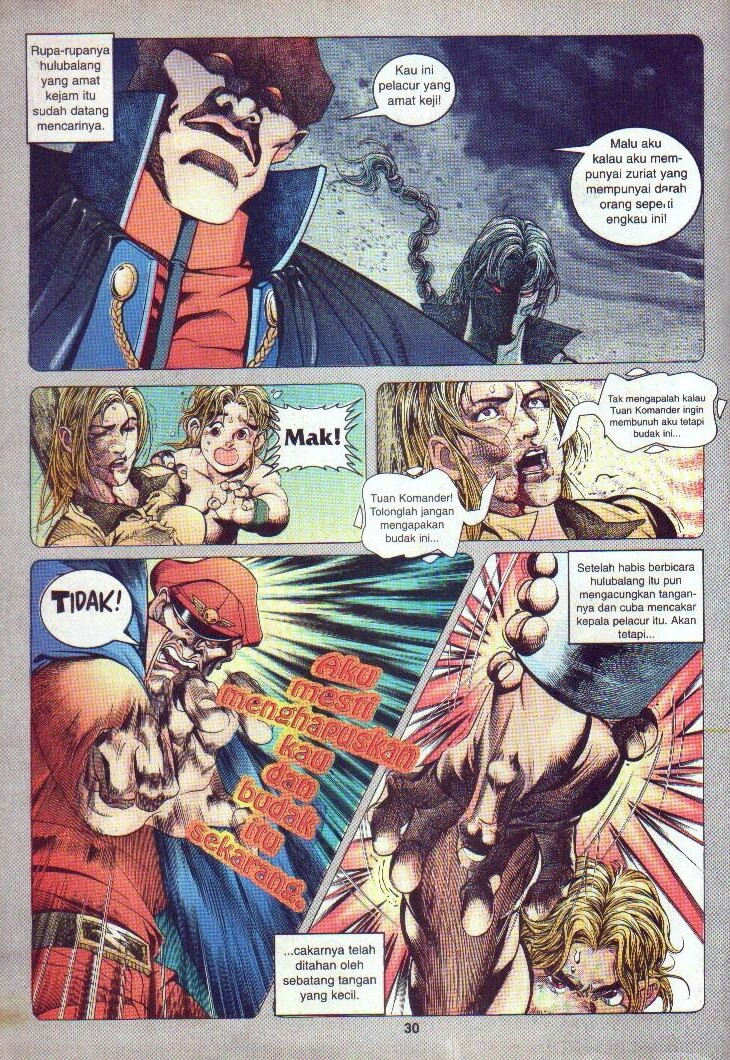 Rupa-rupanya
hulubalang
yang amat
kejam itu
sudah datang
mencarinya.
Kau ini
pelacur yang
amat keji!
Malu aku
kalau aku mem-
punyai zuriat yang
mempunyai darah
orang seperti
engkau ini!
Mak!
Tak mengapalah kalau
Tuan Komander ingin
membunuh aku tetapi
budak ini...
Tuan Komander!
Tolonglah jangan
mengapakan
budak ini...
TIDAK!
Aku
mesti
menghapuskan
kau
dan
budak
itu
sekarang.
Setelah habis berbicara
hulubalang itu pun
mengacungkan tangan-
nya dan cuba mencakar
kepala pelacur itu. Akan
tetapi...
...cakarnya telah
ditahan oleh
sebatang tangan
yang kecil.
30